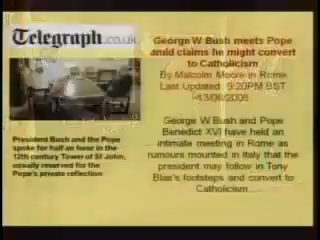 Telegraph.co.uk
George W Bush meets Pope
amid claims he might convert
to Catholicism
By Malcolm Moore in Rome
Last Updated: 9:20PM BST
13/06/2008
George W Bush and Pope
Benedict XVI have held an
intimate meeting in Rome as
rumours mounted in Italy that the
president may follow in Tony
Blair's footsteps and convert to
Catholicism.
President Bush and the Pope
spoke for half an hour in the
12th century Tower of St John,
usually reserved for the
Pope's private reflection